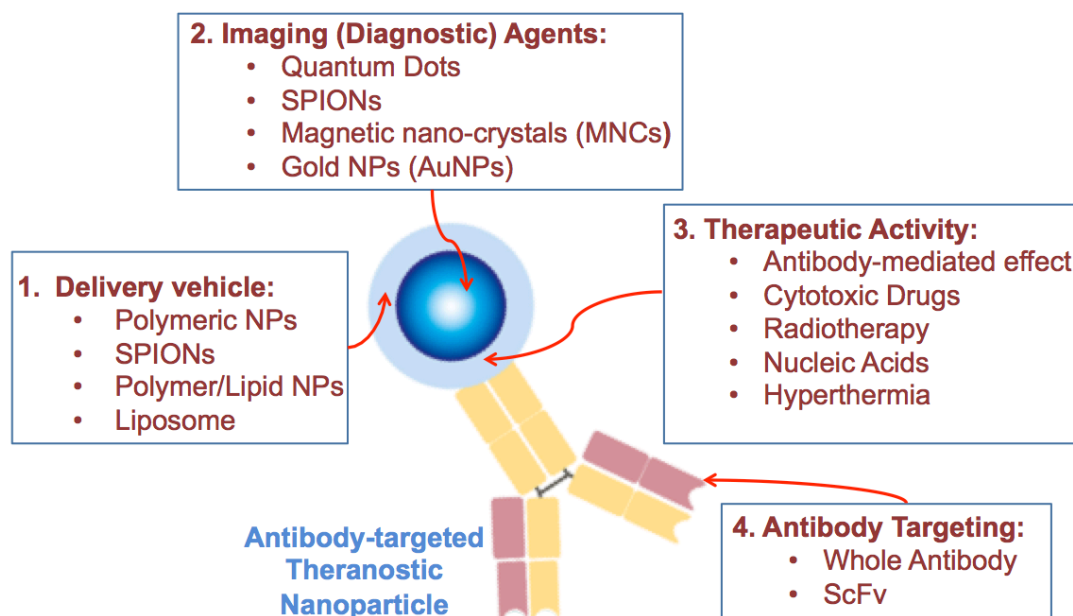 2. Imaging (Diagnostic) Agents:
• Quantum Dots
• SPIONs
• Magnetic nano-crystals (MNCs)
• Gold NPs (AuNPs)
1. Delivery vehicle:
• Polymeric NPs
• SPIONs
• Polymer/Lipid NPs
• Liposome
3. Therapeutic Activity:
• Antibody-mediated effect
• Cytotoxic Drugs
• Radiotherapy
• Nucleic Acids
• Hyperthermia
4. Antibody Targeting:
• Whole Antibody
• ScFv
Antibody-targeted
Theranostic
Nanoparticle